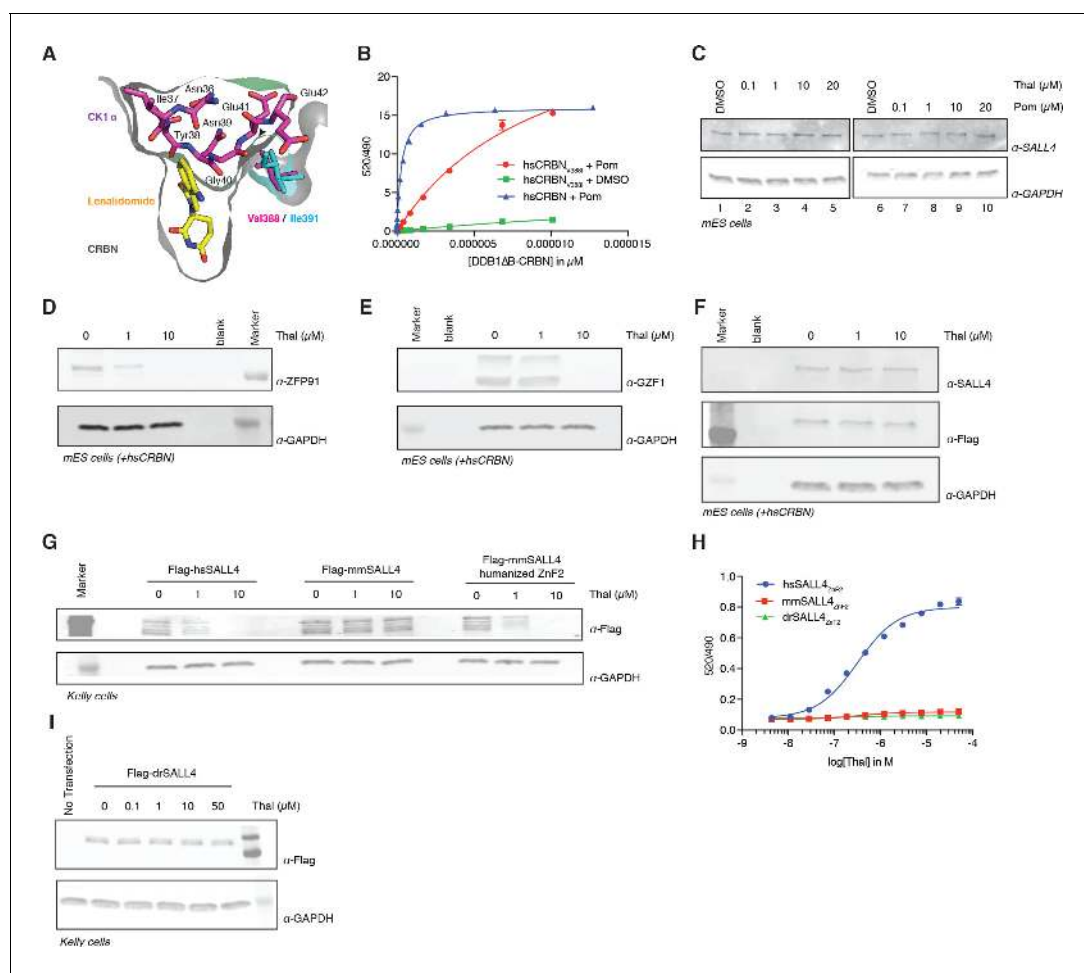 A
Asn36
Ile37
Glu42
Glu41
CK1α
Asn39
Tyr38
Gly40
Lenalidomide
Val388 / Ile391
CRBN
B
520/490
20
15
10
5
0
hsCRBNV388I + Pom
hsCRBNV388I + DMSO
hsCRBN + Pom
0.000000 0.000005 0.000010 0.000015
[DDB1ΔB-CRBN] in μM
C
DMSO 0.1 1 10 20 Thal (μM)
DMSO 0.1 1 10 20 Pom (μM)
α-SALL4
α-GAPDH
1 2 3 4 5 6 7 8 9 10
mES cells
D
0 1 10 blank Marker Thal (μM)
α-ZFP91
α-GAPDH
mES cells (+hsCRBN)
E
Marker blank 0 1 10 Thal (μM)
α-GZF1
α-GAPDH
mES cells (+hsCRBN)
F
Marker blank 0 1 10 Thal (μM)
α-SALL4
α-Flag
α-GAPDH
mES cells (+hsCRBN)
G
Marker
Flag-hsSALL4 Flag-mmSALL4 Flag-mmSALL4 humanized ZnF2
0 1 10 0 1 10 0 1 10 Thal (μM)
α-Flag
α-GAPDH
Kelly cells
H
520/490
1.0
0.8
0.6
0.4
0.2
0.0
hsSALL4ZnF2
mmSALL4ZnF2
drSALL4ZnF2
-9 -8 -7 -6 -5 -4
log[Thal] in M
I
No Transfection
Flag-drSALL4
0 0.1 1 10 50 Thal (μM)
α-Flag
α-GAPDH
Kelly cells